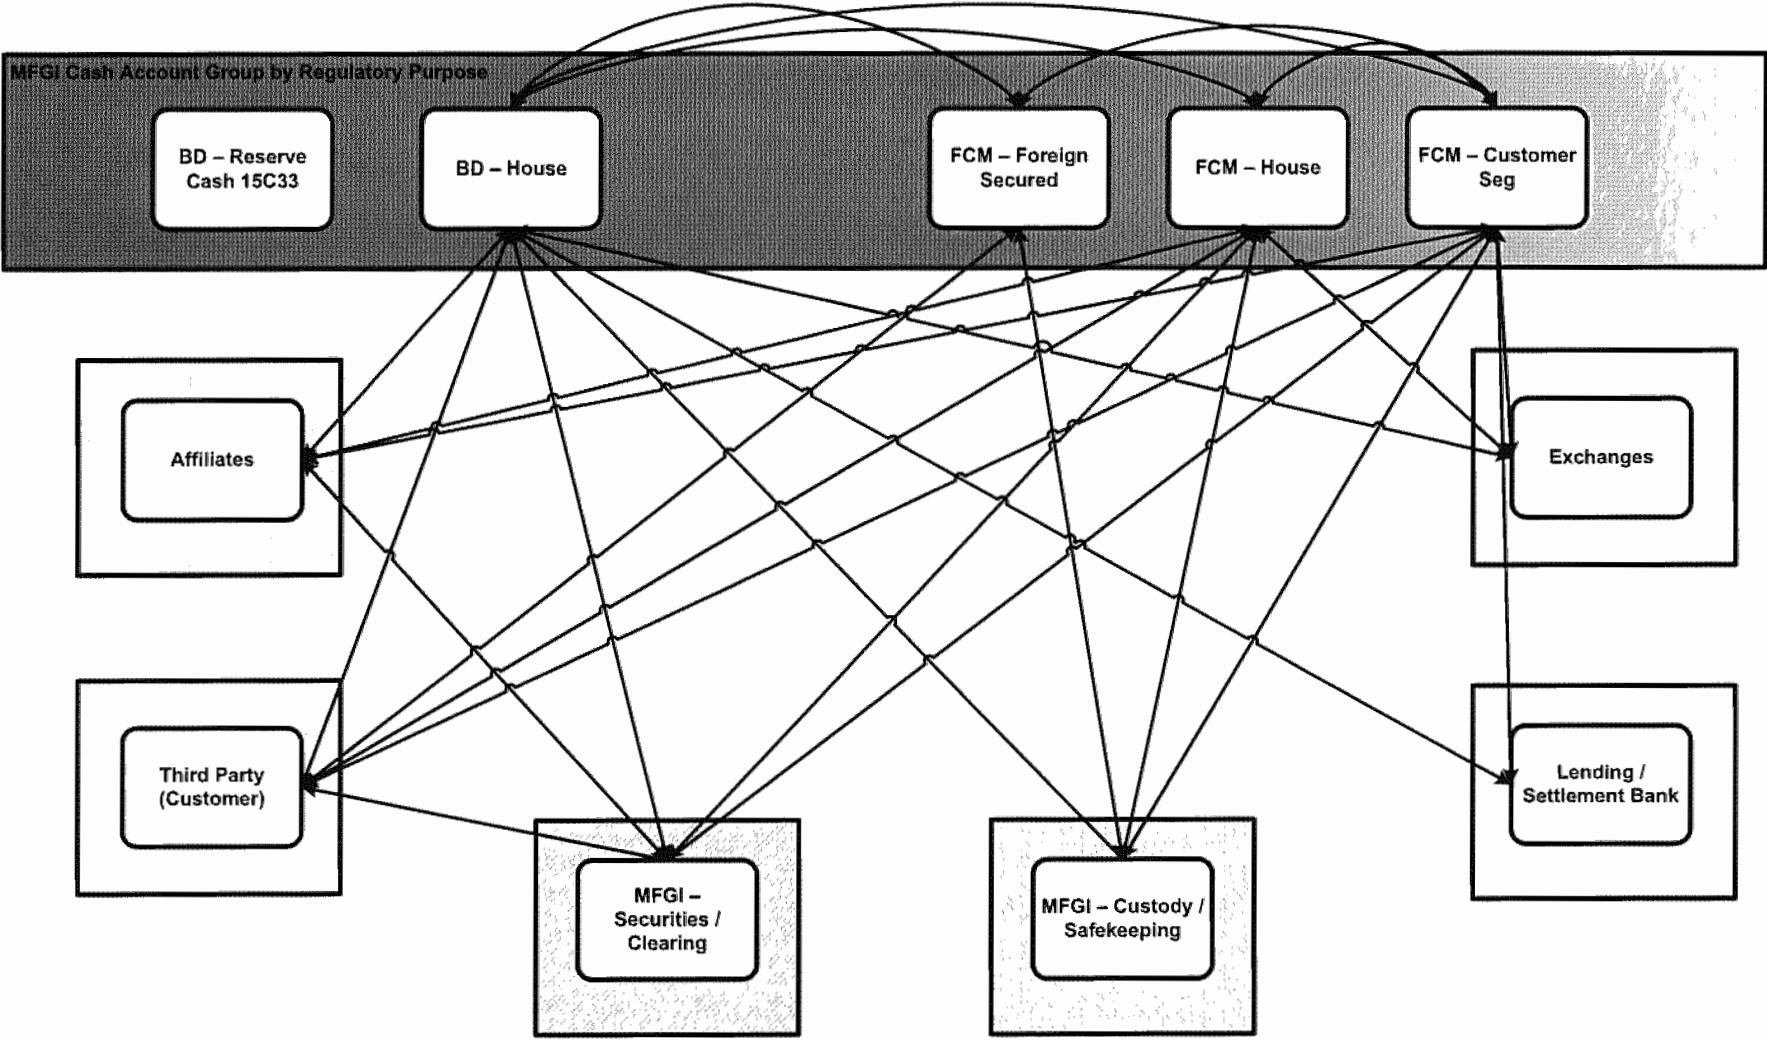 MFGI Cash Account Group by Regulatory Purpose
BD – Reserve
Cash 15C33
BD – House
FCM – Foreign
Secured
FCM – House
FCM – Customer
Seg
Affiliates
Exchanges
Third Party
(Customer)
Lending /
Settlement Bank
MFGI –
Securities /
Clearing
MFGI – Custody /
Safekeeping